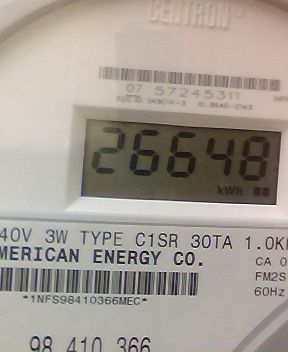 CENTRON
07 57245311
26648
kWh
40V 3W TYPE C1SR 30TA 1.0K
MERICAN ENERGY CO.
CA 0
FM2S
60Hz
*1NFS98410366MEC*
98 410 366